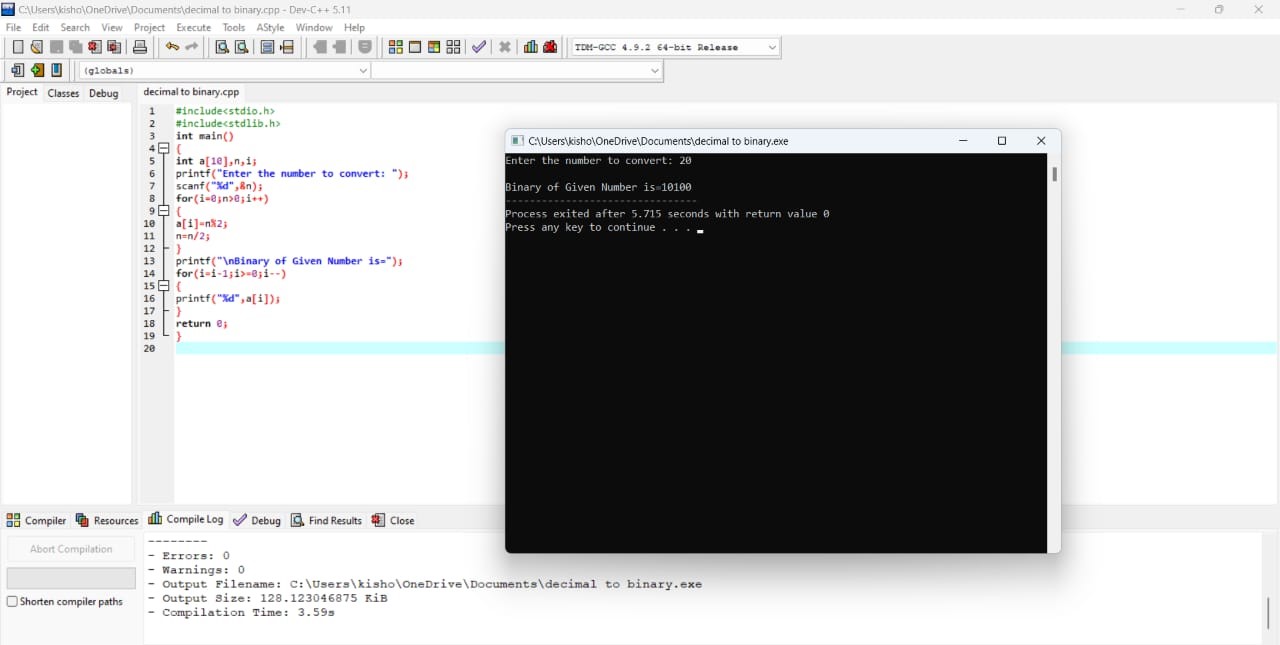 C:\Users\kisho\OneDrive\Documents\decimal to binary.cpp - Dev-C++ 5.11
File Edit Search View Project Execute Tools AStyle Window Help
TDM-GCC 4.9.2 64-bit Release
(globals)
Project Classes Debug
decimal to binary.cpp
1 #include<stdio.h>
2 #include<stdlib.h>
3 int main()
4 {
5 int a[10],n,i;
6 printf("Enter the number to convert: ");
7 scanf("%d",&n);
8 for(i=0;n>0;i++)
9 {
10 a[i]=n%2;
11 n=n/2;
12 }
13 printf("\nBinary of Given Number is=");
14 for(i=i-1;i>=0;i--)
15 {
16 printf("%d",a[i]);
17 }
18 return 0;
19 }
20
C:\Users\kisho\OneDrive\Documents\decimal to binary.exe
Enter the number to convert: 20
Binary of Given Number is=10100
--------------------------------
Process exited after 5.715 seconds with return value 0
Press any key to continue . . .
Compiler Resources Compile Log Debug Find Results Close
Abort Compilation
Shorten compiler paths
--------
- Errors: 0
- Warnings: 0
- Output Filename: C:\Users\kisho\OneDrive\Documents\decimal to binary.exe
- Output Size: 128.123046875 KiB
- Compilation Time: 3.59s